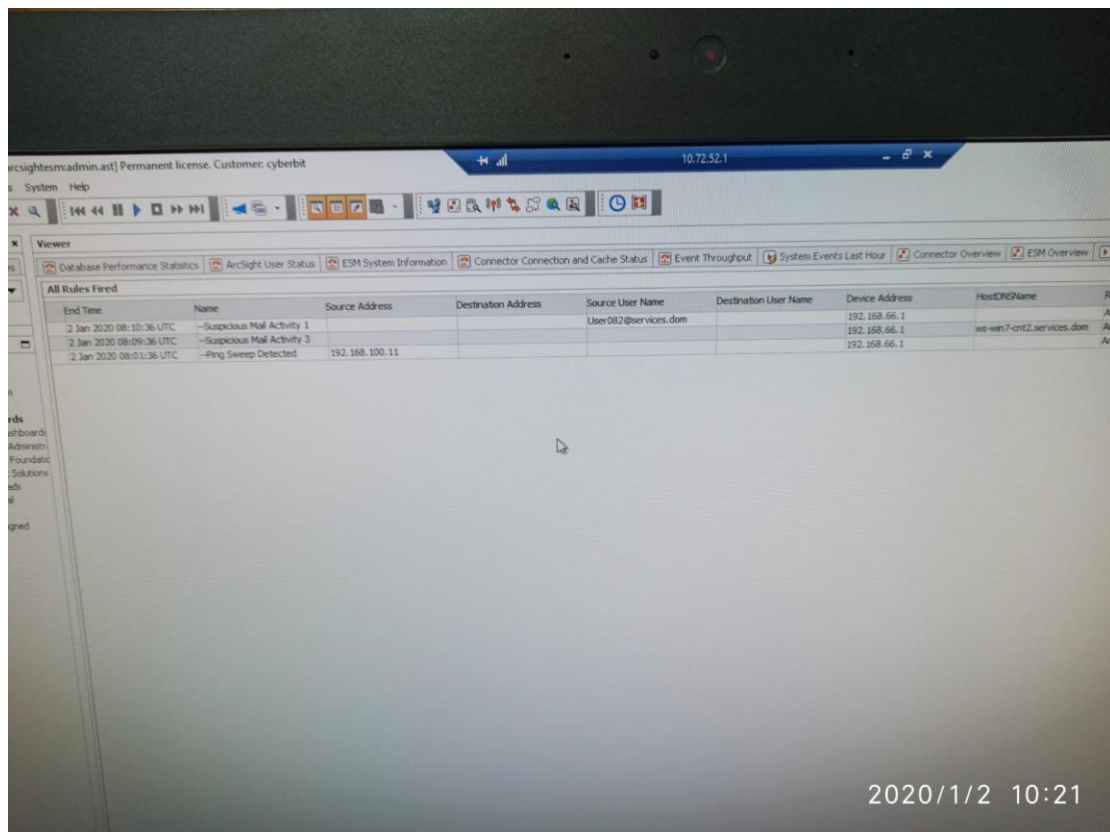 arcsightesm:admin.ast] Permanent license. Customer: cyberbit
10.72.52.1
System Help
Viewer
Database Performance Statistics ArcSight User Status ESM System Information Connector Connection and Cache Status Event Throughput System Events Last Hour Connector Overview ESM Overview
All Rules Fired
End Time Name Source Address Destination Address Source User Name Destination User Name Device Address HostDNSName
2 Jan 2020 08:10:36 UTC --Suspicious Mail Activity 1 User082@services.dom 192.168.66.1
2 Jan 2020 08:09:36 UTC --Suspicious Mail Activity 3 192.168.66.1 ws-win7-cnt2.services.dom
2 Jan 2020 08:01:36 UTC --Ping Sweep Detected 192.168.100.11 192.168.66.1
rds
shboards
Administr
Foundatio
Solutions
ads
al
gned
2020/1/2 10:21